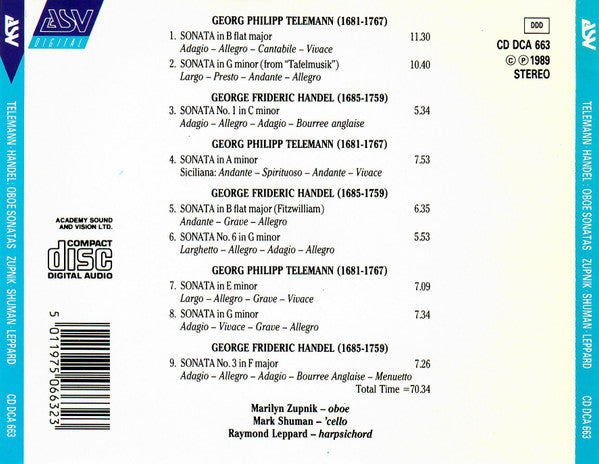 ASV
DIGITAL
DDD
CD DCA 663
© ℗ 1989
STEREO
GEORG PHILIPP TELEMANN (1681-1767)
1. SONATA in B flat major 11.30
Adagio – Allegro – Cantabile – Vivace
2. SONATA in G minor (from “Tafelmusik”) 10.40
Largo – Presto – Andante – Allegro
GEORGE FRIDERIC HANDEL (1685-1759)
3. SONATA No. 1 in C minor 5.34
Adagio – Allegro – Adagio – Bourree anglaise
GEORG PHILIPP TELEMANN (1681-1767)
4. SONATA in A minor 7.53
Siciliana: Andante – Spirituoso – Andante – Vivace
GEORGE FRIDERIC HANDEL (1685-1759)
5. SONATA in B flat major (Fitzwilliam) 6.35
Andante – Grave – Allegro
6. SONATA No. 6 in G minor 5.53
Larghetto – Allegro – Adagio – Allegro
GEORG PHILIPP TELEMANN (1681-1767)
7. SONATA in E minor 7.09
Largo – Allegro – Grave – Vivace
8. SONATA in G minor 7.34
Adagio – Vivace – Grave – Allegro
GEORGE FRIDERIC HANDEL (1685-1759)
9. SONATA No. 3 in F major 7.26
Adagio – Allegro – Adagio – Bourree Anglaise – Menuetto
Total Time =70.34
Marilyn Zupnik – oboe
Mark Shuman – 'cello
Raymond Leppard – harpsichord
ACADEMY SOUND
AND VISION LTD.
COMPACT
disc
DIGITAL AUDIO
5 011975 066323
ASV
TELEMANN HANDEL: OBOE SONATAS ZUPNIK SHUMAN LEPPARD CD DCA 663
ASV
TELEMANN HANDEL: OBOE SONATAS ZUPNIK SHUMAN LEPPARD CD DCA 663